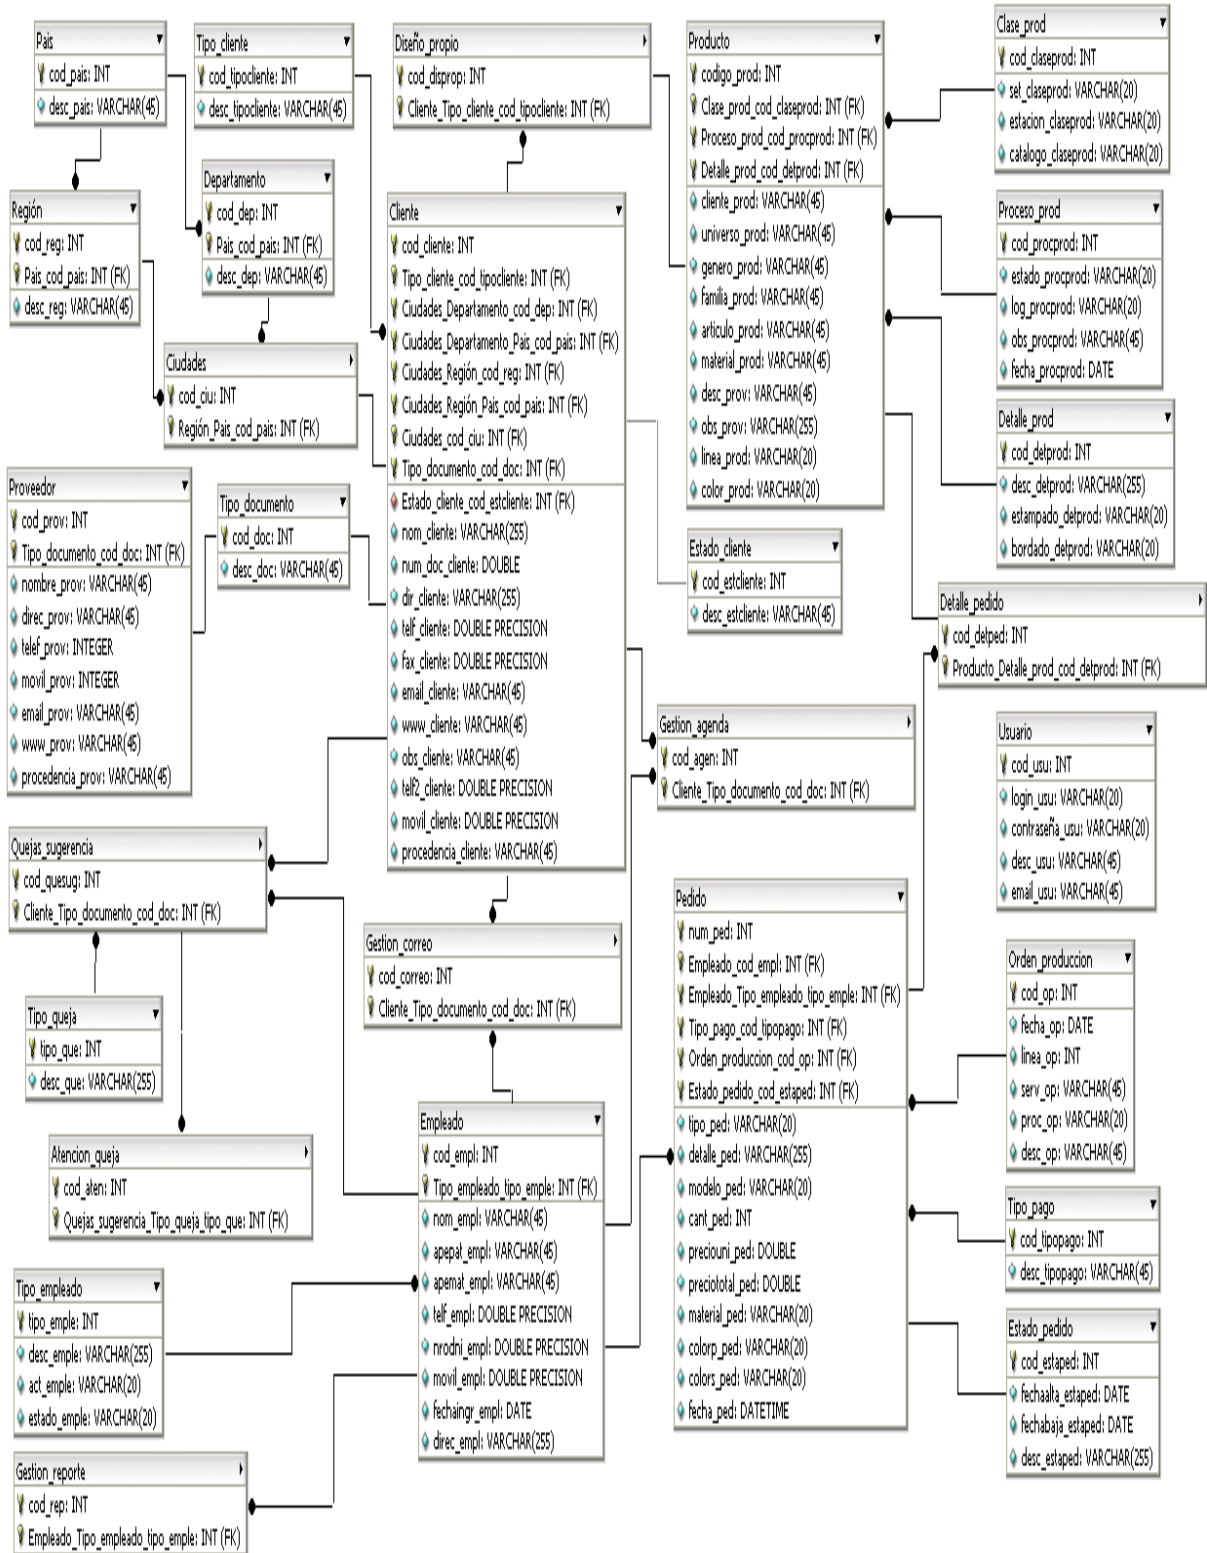 Pais
cod_pais: INT
desc_pais: VARCHAR(45)
Tipo_cliente
cod_tipocliente: INT
desc_tipocliente: VARCHAR(45)
Diseño_propio
cod_disprop: INT
Cliente_Tipo_cliente_cod_tipocliente: INT (FK)
Producto
codigo_prod: INT
Clase_prod_cod_claseprod: INT (FK)
Proceso_prod_cod_procprod: INT (FK)
Detalle_prod_cod_detprod: INT (FK)
cliente_prod: VARCHAR(45)
universo_prod: VARCHAR(45)
genero_prod: VARCHAR(45)
familia_prod: VARCHAR(45)
articulo_prod: VARCHAR(45)
material_prod: VARCHAR(45)
desc_prov: VARCHAR(45)
obs_prov: VARCHAR(255)
linea_prod: VARCHAR(20)
color_prod: VARCHAR(20)
Clase_prod
cod_claseprod: INT
set_claseprod: VARCHAR(20)
estacion_claseprod: VARCHAR(20)
catalogo_claseprod: VARCHAR(20)
Región
cod_reg: INT
Pais_cod_pais: INT (FK)
desc_reg: VARCHAR(45)
Departamento
cod_dep: INT
Pais_cod_pais: INT (FK)
desc_dep: VARCHAR(45)
Cliente
cod_cliente: INT
Tipo_cliente_cod_tipocliente: INT (FK)
Ciudades_Departamento_cod_dep: INT (FK)
Ciudades_Departamento_Pais_cod_pais: INT (FK)
Ciudades_Región_cod_reg: INT (FK)
Ciudades_Región_Pais_cod_pais: INT (FK)
Ciudades_cod_ciu: INT (FK)
Tipo_documento_cod_doc: INT (FK)
Estado_cliente_cod_estcliente: INT (FK)
nom_cliente: VARCHAR(255)
num_doc_cliente: DOUBLE
dir_cliente: VARCHAR(255)
telf_cliente: DOUBLE PRECISION
fax_cliente: DOUBLE PRECISION
email_cliente: VARCHAR(45)
www_cliente: VARCHAR(45)
obs_cliente: VARCHAR(45)
telf2_cliente: DOUBLE PRECISION
movil_cliente: DOUBLE PRECISION
procedencia_cliente: VARCHAR(45)
Proceso_prod
cod_procprod: INT
estado_procprod: VARCHAR(20)
log_procprod: VARCHAR(20)
obs_procprod: VARCHAR(45)
fecha_procprod: DATE
Ciudades
cod_ciu: INT
Región_Pais_cod_pais: INT (FK)
Detalle_prod
cod_detprod: INT
desc_detprod: VARCHAR(255)
estampado_detprod: VARCHAR(20)
bordado_detprod: VARCHAR(20)
Proveedor
cod_prov: INT
Tipo_documento_cod_doc: INT (FK)
nombre_prov: VARCHAR(45)
direc_prov: VARCHAR(45)
telef_prov: INTEGER
movil_prov: INTEGER
email_prov: VARCHAR(45)
www_prov: VARCHAR(45)
procedencia_prov: VARCHAR(45)
Tipo_documento
cod_doc: INT
desc_doc: VARCHAR(45)
Estado_cliente
cod_estcliente: INT
desc_estcliente: VARCHAR(45)
Detalle_pedido
cod_detped: INT
Producto_Detalle_prod_cod_detprod: INT (FK)
Gestion_agenda
cod_agen: INT
Cliente_Tipo_documento_cod_doc: INT (FK)
Usuario
cod_usu: INT
login_usu: VARCHAR(20)
contraseña_usu: VARCHAR(20)
desc_usu: VARCHAR(45)
email_usu: VARCHAR(45)
Quejas_sugerencia
cod_quesug: INT
Cliente_Tipo_documento_cod_doc: INT (FK)
Gestion_correo
cod_correo: INT
Cliente_Tipo_documento_cod_doc: INT (FK)
Pedido
num_ped: INT
Empleado_cod_empl: INT (FK)
Empleado_Tipo_empleado_tipo_emple: INT (FK)
Tipo_pago_cod_tipopago: INT (FK)
Orden_produccion_cod_op: INT (FK)
Estado_pedido_cod_estaped: INT (FK)
tipo_ped: VARCHAR(20)
detalle_ped: VARCHAR(255)
modelo_ped: VARCHAR(20)
cant_ped: INT
preciouni_ped: DOUBLE
preciototal_ped: DOUBLE
material_ped: VARCHAR(20)
colorp_ped: VARCHAR(20)
colors_ped: VARCHAR(20)
fecha_ped: DATETIME
Orden_produccion
cod_op: INT
fecha_op: DATE
linea_op: INT
serv_op: VARCHAR(45)
proc_op: VARCHAR(20)
desc_op: VARCHAR(45)
Tipo_queja
tipo_que: INT
desc_que: VARCHAR(255)
Atencion_queja
cod_aten: INT
Quejas_sugerencia_Tipo_queja_tipo_que: INT (FK)
Empleado
cod_empl: INT
Tipo_empleado_tipo_emple: INT (FK)
nom_empl: VARCHAR(45)
apepat_empl: VARCHAR(45)
apemat_empl: VARCHAR(45)
telf_empl: DOUBLE PRECISION
nrodni_empl: DOUBLE PRECISION
movil_empl: DOUBLE PRECISION
fechaingr_empl: DATE
direc_empl: VARCHAR(255)
Tipo_pago
cod_tipopago: INT
desc_tipopago: VARCHAR(45)
Tipo_empleado
tipo_emple: INT
desc_emple: VARCHAR(255)
act_emple: VARCHAR(20)
estado_emple: VARCHAR(20)
Estado_pedido
cod_estaped: INT
fechaalta_estaped: DATE
fechabaja_estaped: DATE
desc_estaped: VARCHAR(255)
Gestion_reporte
cod_rep: INT
Empleado_Tipo_empleado_tipo_emple: INT (FK)